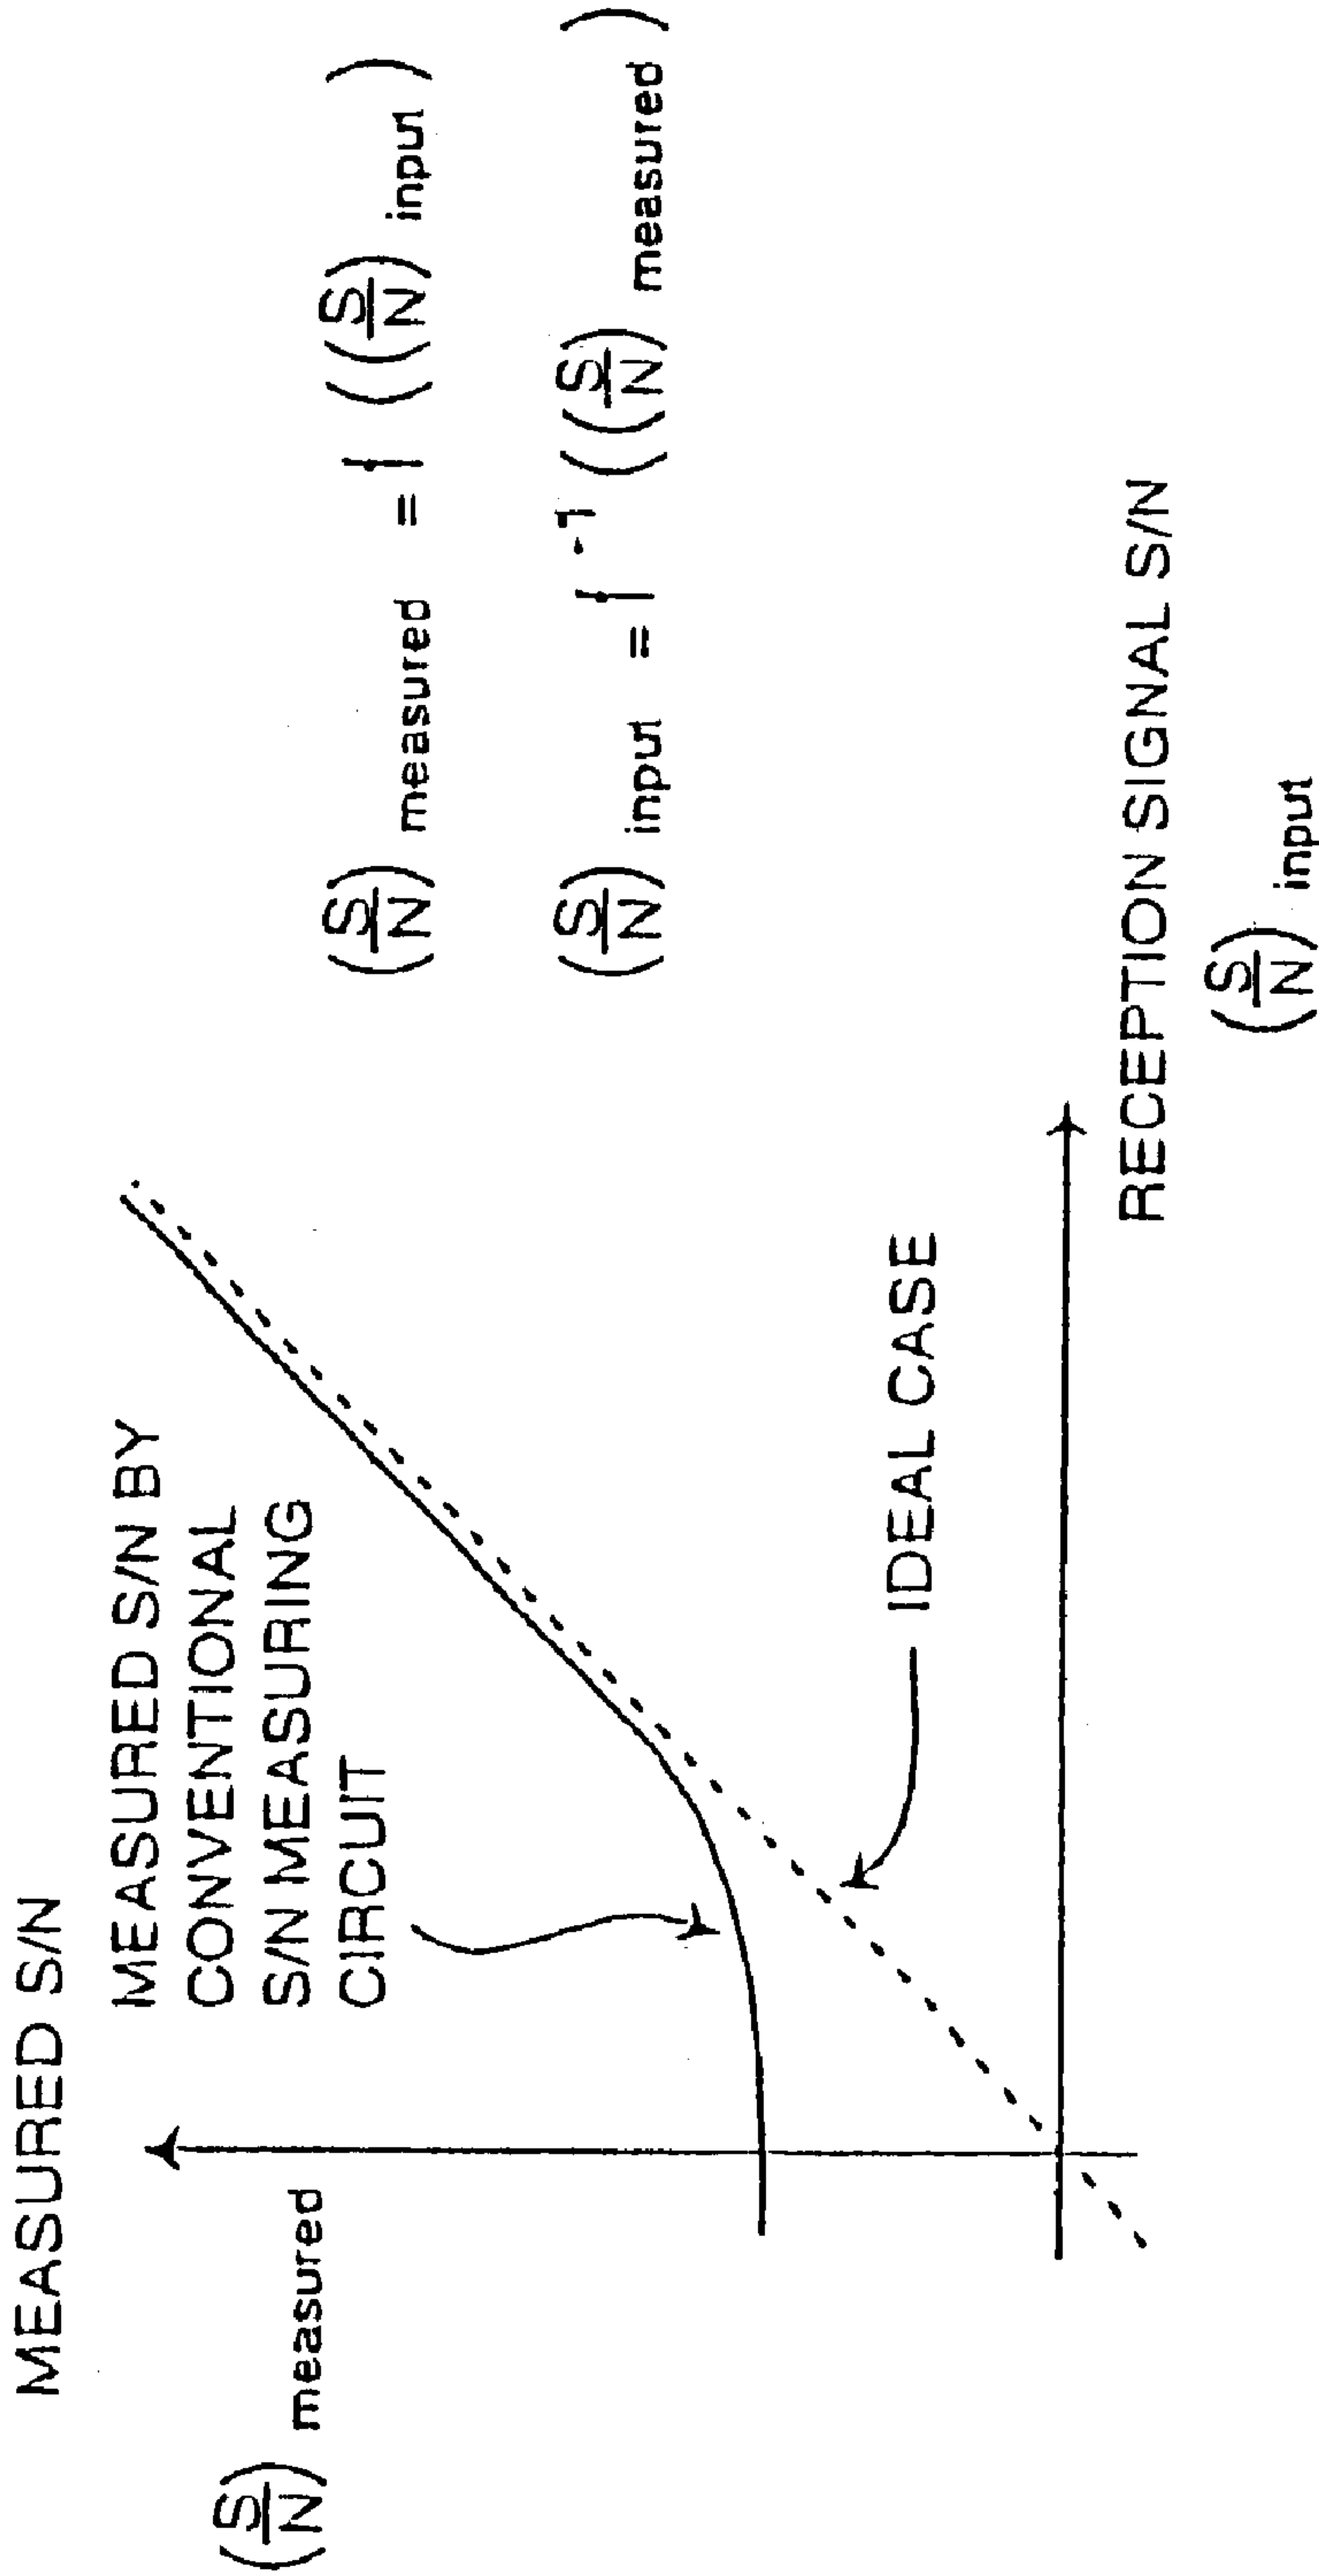 MEASURED S/N
(S/N) measured
MEASURED S/N BY
CONVENTIONAL
S/N MEASURING
CIRCUIT
IDEAL CASE
RECEPTION SIGNAL S/N
(S/N) input
(S/N) measured = f ((S/N) input)
(S/N) input = f -1 ((S/N) measured)